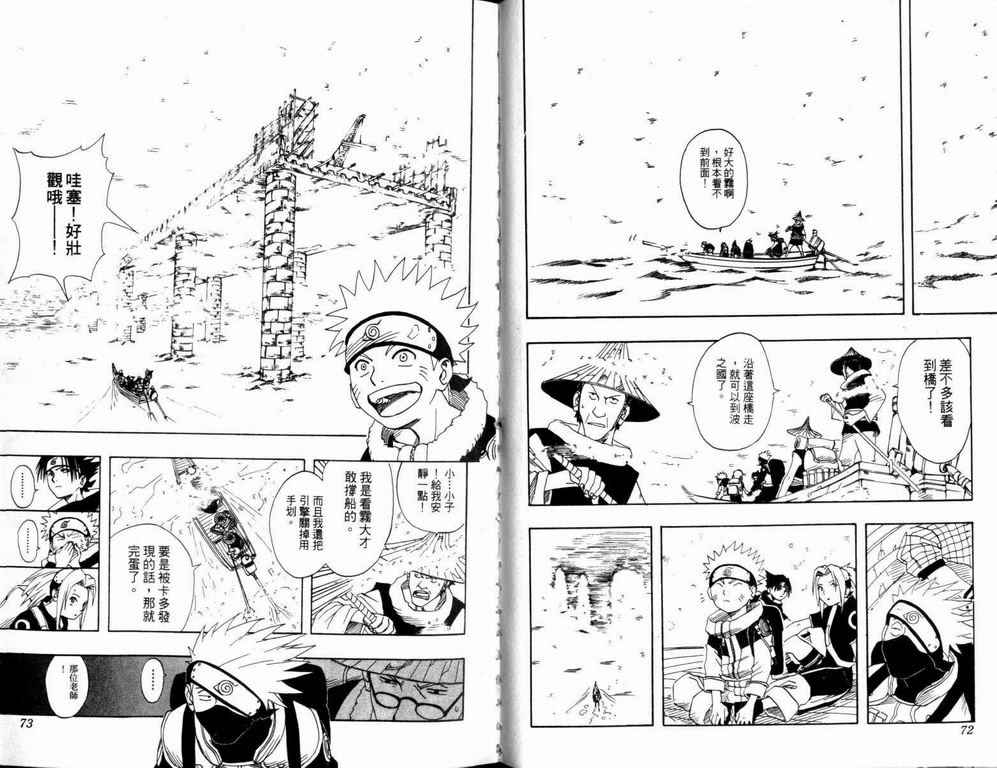 好大的霧啊
，根本看不
到前面！
差不多該看
到橋了！
沿著這座橋走
，就可以到波
之國了。
72
哇塞！好壯
觀哦——！
小…小子
！給我安
靜一點！
我是看霧大才
敢撐船的。
而且我還把
引擎關掉用
手划。
要是被卡多發
現的話，那就
完蛋了。
………
………
………
那位老師
！
73